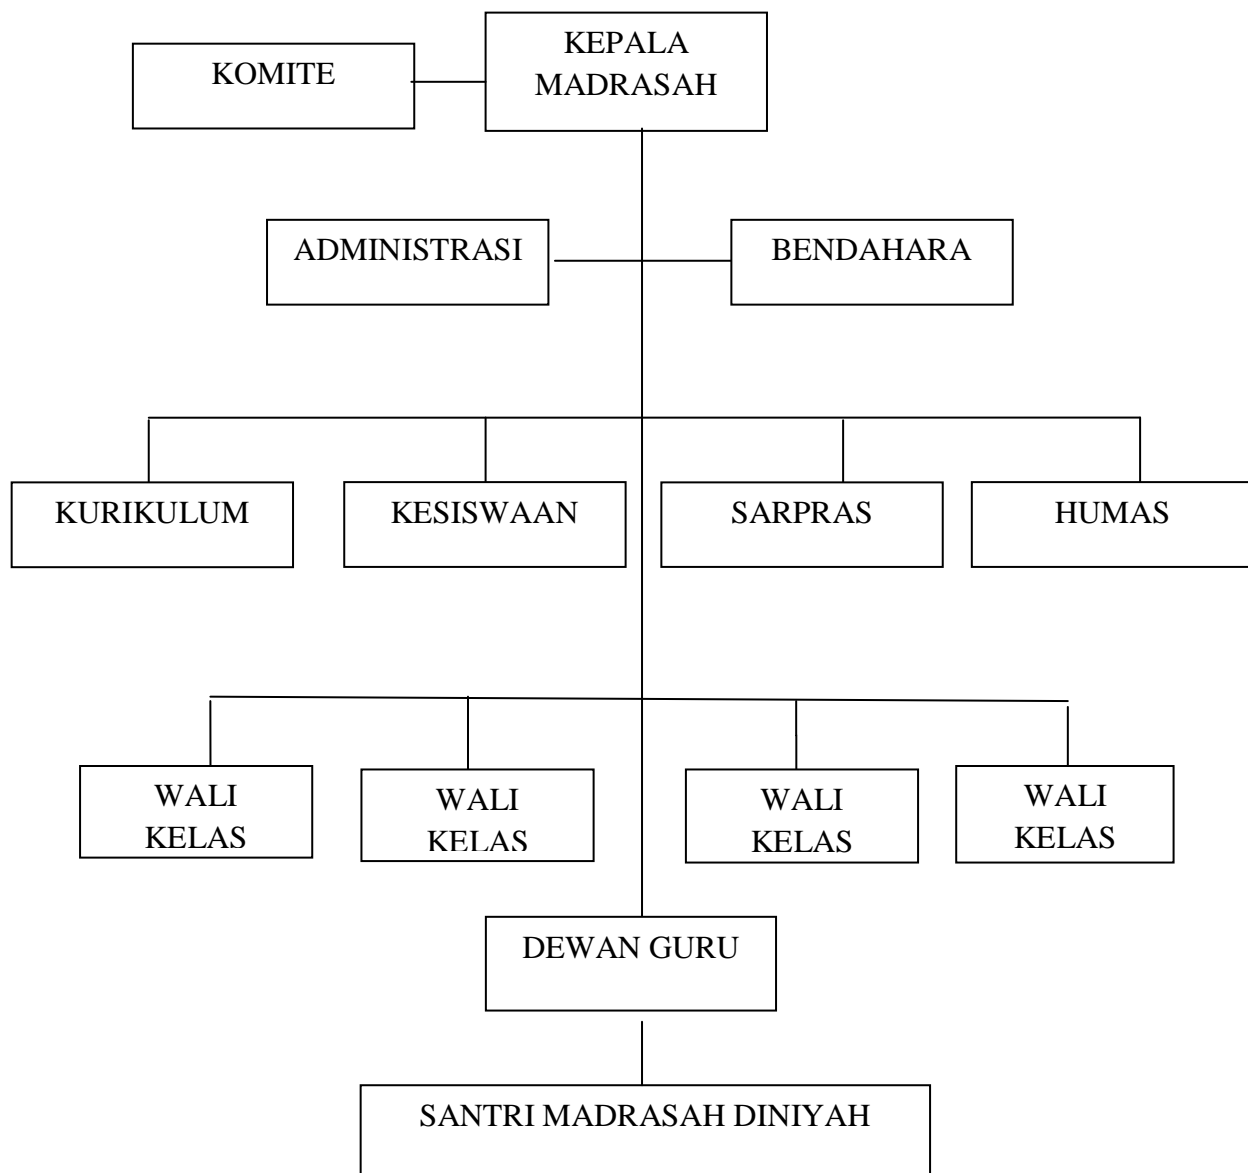 KOMITE
KEPALA
MADRASAH
ADMINISTRASI
BENDAHARA
KURIKULUM
KESISWAAN
SARPRAS
HUMAS
WALI
KELAS
WALI
KELAS
WALI
KELAS
WALI
KELAS
DEWAN GURU
SANTRI MADRASAH DINIYAH